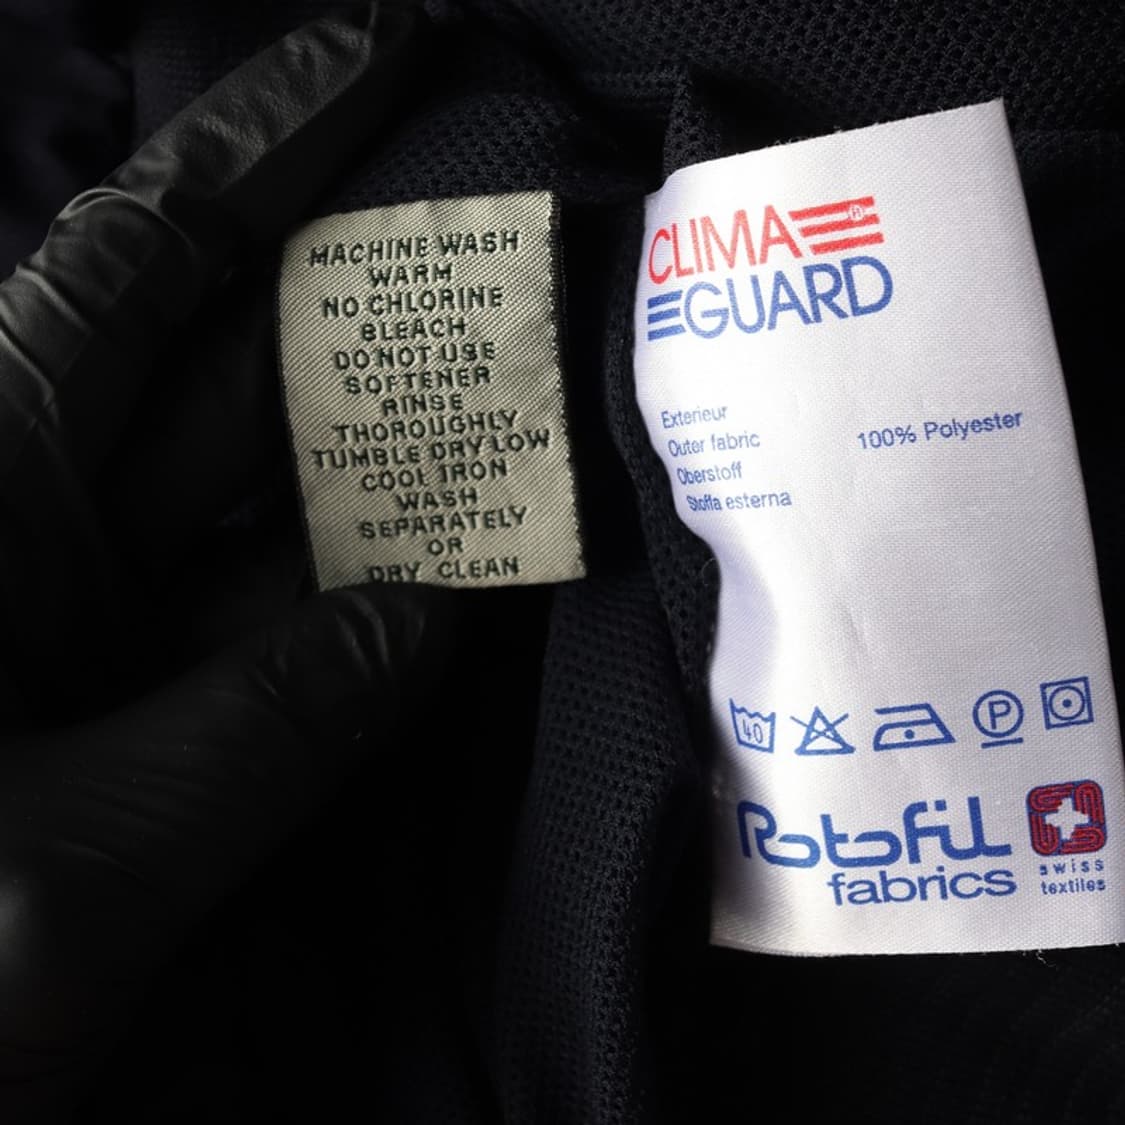 MACHINE WASH
WARM
NO CHLORINE
BLEACH
DO NOT USE
SOFTENER
RINSE
THOROUGHLY
TUMBLE DRY LOW
COOL IRON
WASH
SEPARATELY
OR
DRY CLEAN
CLIMA
GUARD
Exterieur
Outer fabric
Oberstoff
Stoffa esterna
100% Polyester
40
P
Rotofil
fabrics
swiss
textiles